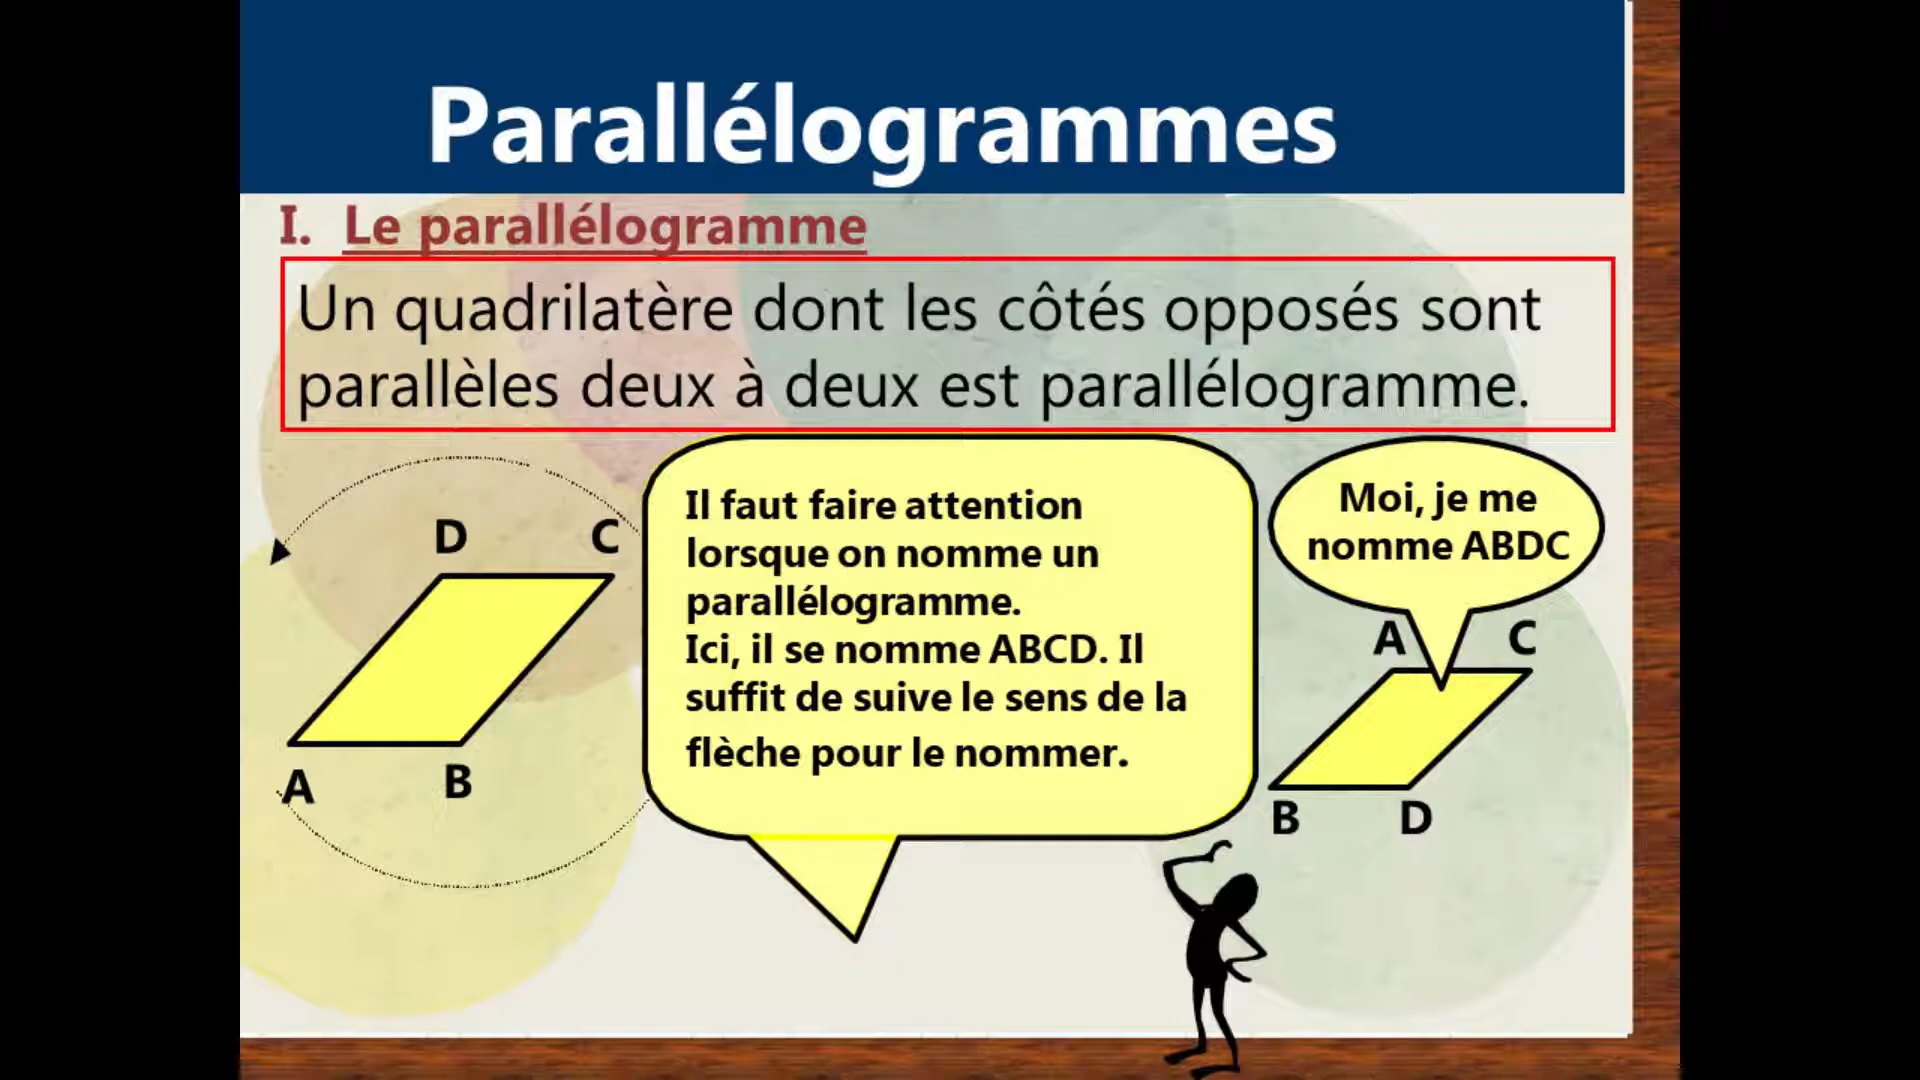 Parallélogrammes
I. Le parallélogramme
Un quadrilatère dont les côtés opposés sont
parallèles deux à deux est parallélogramme.
D C
A B
Il faut faire attention
lorsque on nomme un
parallélogramme.
Ici, il se nomme ABCD. Il
suffit de suive le sens de la
flèche pour le nommer.
Moi, je me
nomme ABDC
A C
B D